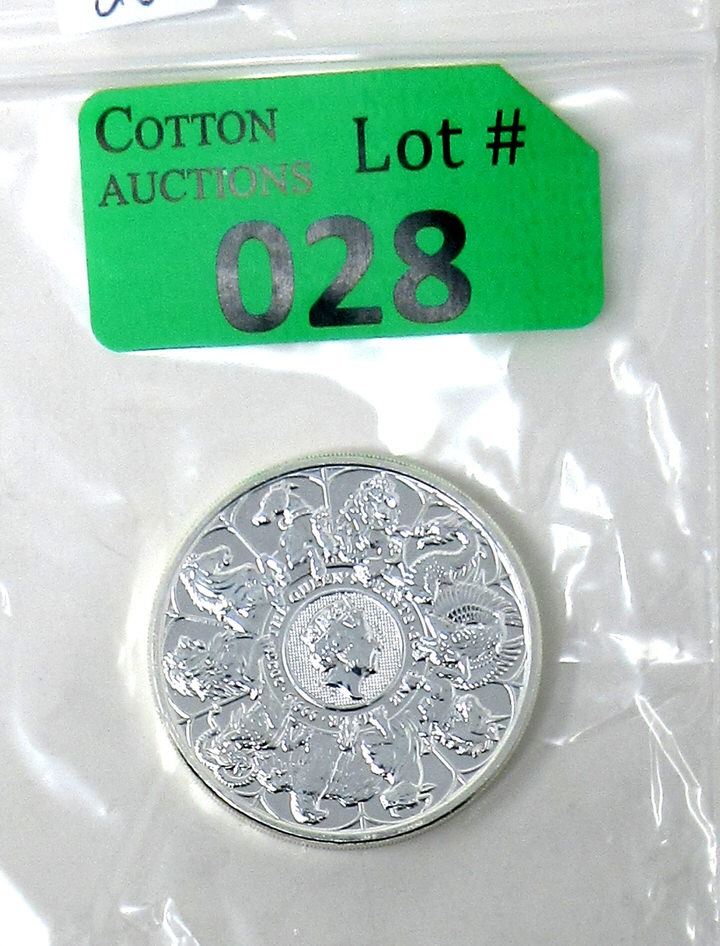 COTTON
AUCTIONS
Lot #
028
THE QUEEN'S BEASTS